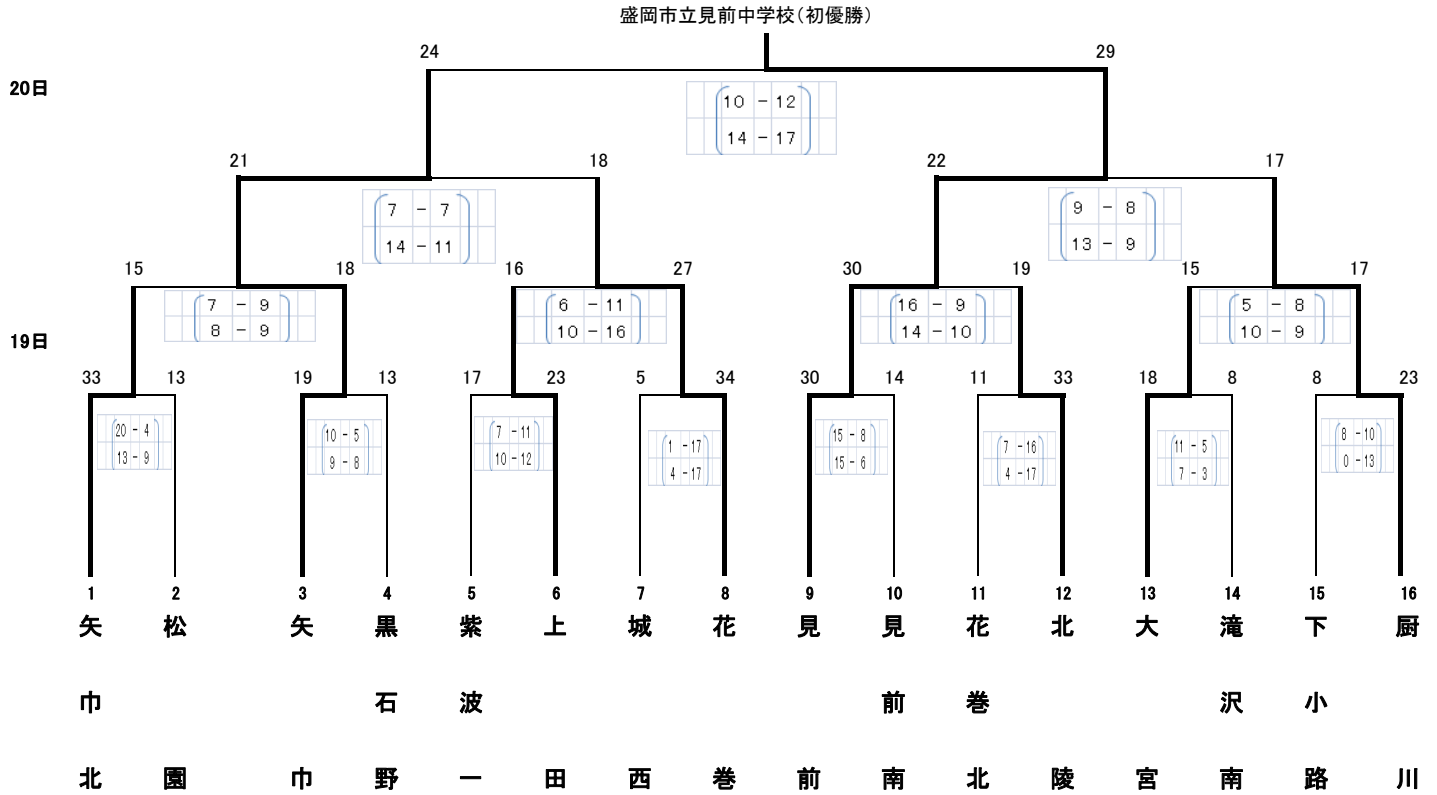 盛岡市立見前中学校（初優勝）
24 29
20日
10 - 12
14 - 17
21 18 22 17
7 - 7 9 - 8
14 - 11 13 - 9
15 18 16 27 30 19 15 17
7 - 9 6 - 11 16 - 9 5 - 8
8 - 9 10 - 16 14 - 10 10 - 9
19日
33 13 19 13 17 23 5 34 30 14 11 33 18 8 8 23
20 - 4 10 - 5 7 - 11 1 - 17 15 - 8 7 - 16 11 - 5 8 - 10
13 - 9 9 - 8 10 - 12 4 - 17 15 - 6 4 - 17 7 - 3 0 - 13
1 2 3 4 5 6 7 8 9 10 11 12 13 14 15 16
矢巾北
松園
矢巾
黒石野
紫波一
上田
城西
花巻
見前
見前南
花巻北
北陵
大宮
滝沢南
下小路
厨川